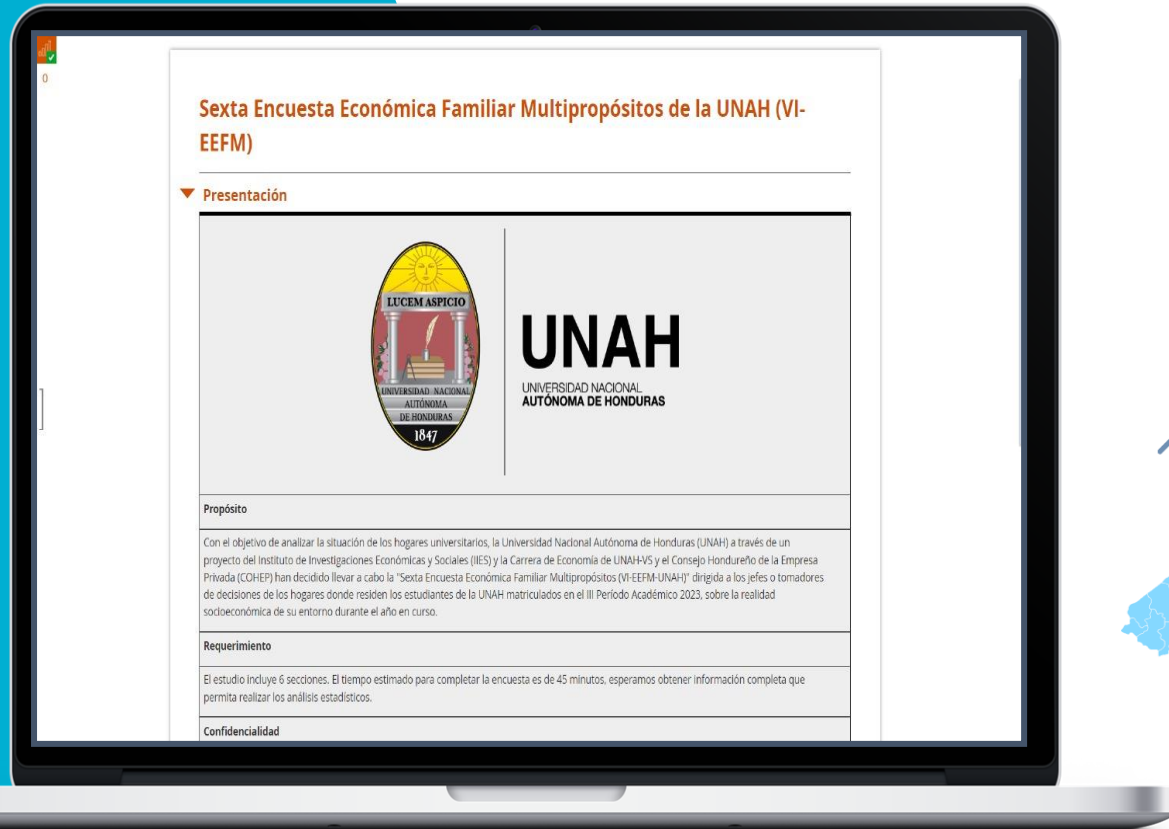 0
Sexta Encuesta Económica Familiar Multipropósitos de la UNAH (VI-
EEFM)
Presentación
LUCEM ASPICIO
UNIVERSIDAD NACIONAL
AUTÓNOMA
DE HONDURAS
1847
UNAH
UNIVERSIDAD NACIONAL
AUTÓNOMA DE HONDURAS
Propósito
Con el objetivo de analizar la situación de los hogares universitarios, la Universidad Nacional Autónoma de Honduras (UNAH) a través de un
proyecto del Instituto de Investigaciones Económicas y Sociales (IIES) y la Carrera de Economía de UNAH-VS y el Consejo Hondureño de la Empresa
Privada (COHEP) han decidido llevar a cabo la "Sexta Encuesta Económica Familiar Multipropósitos (VI-EEFM-UNAH)" dirigida a los jefes o tomadores
de decisiones de los hogares donde residen los estudiantes de la UNAH matriculados en el III Período Académico 2023, sobre la realidad
socioeconómica de su entorno durante el año en curso.
Requerimiento
El estudio incluye 6 secciones. El tiempo estimado para completar la encuesta es de 45 minutos, esperamos obtener información completa que
permita realizar los análisis estadísticos.
Confidencialidad